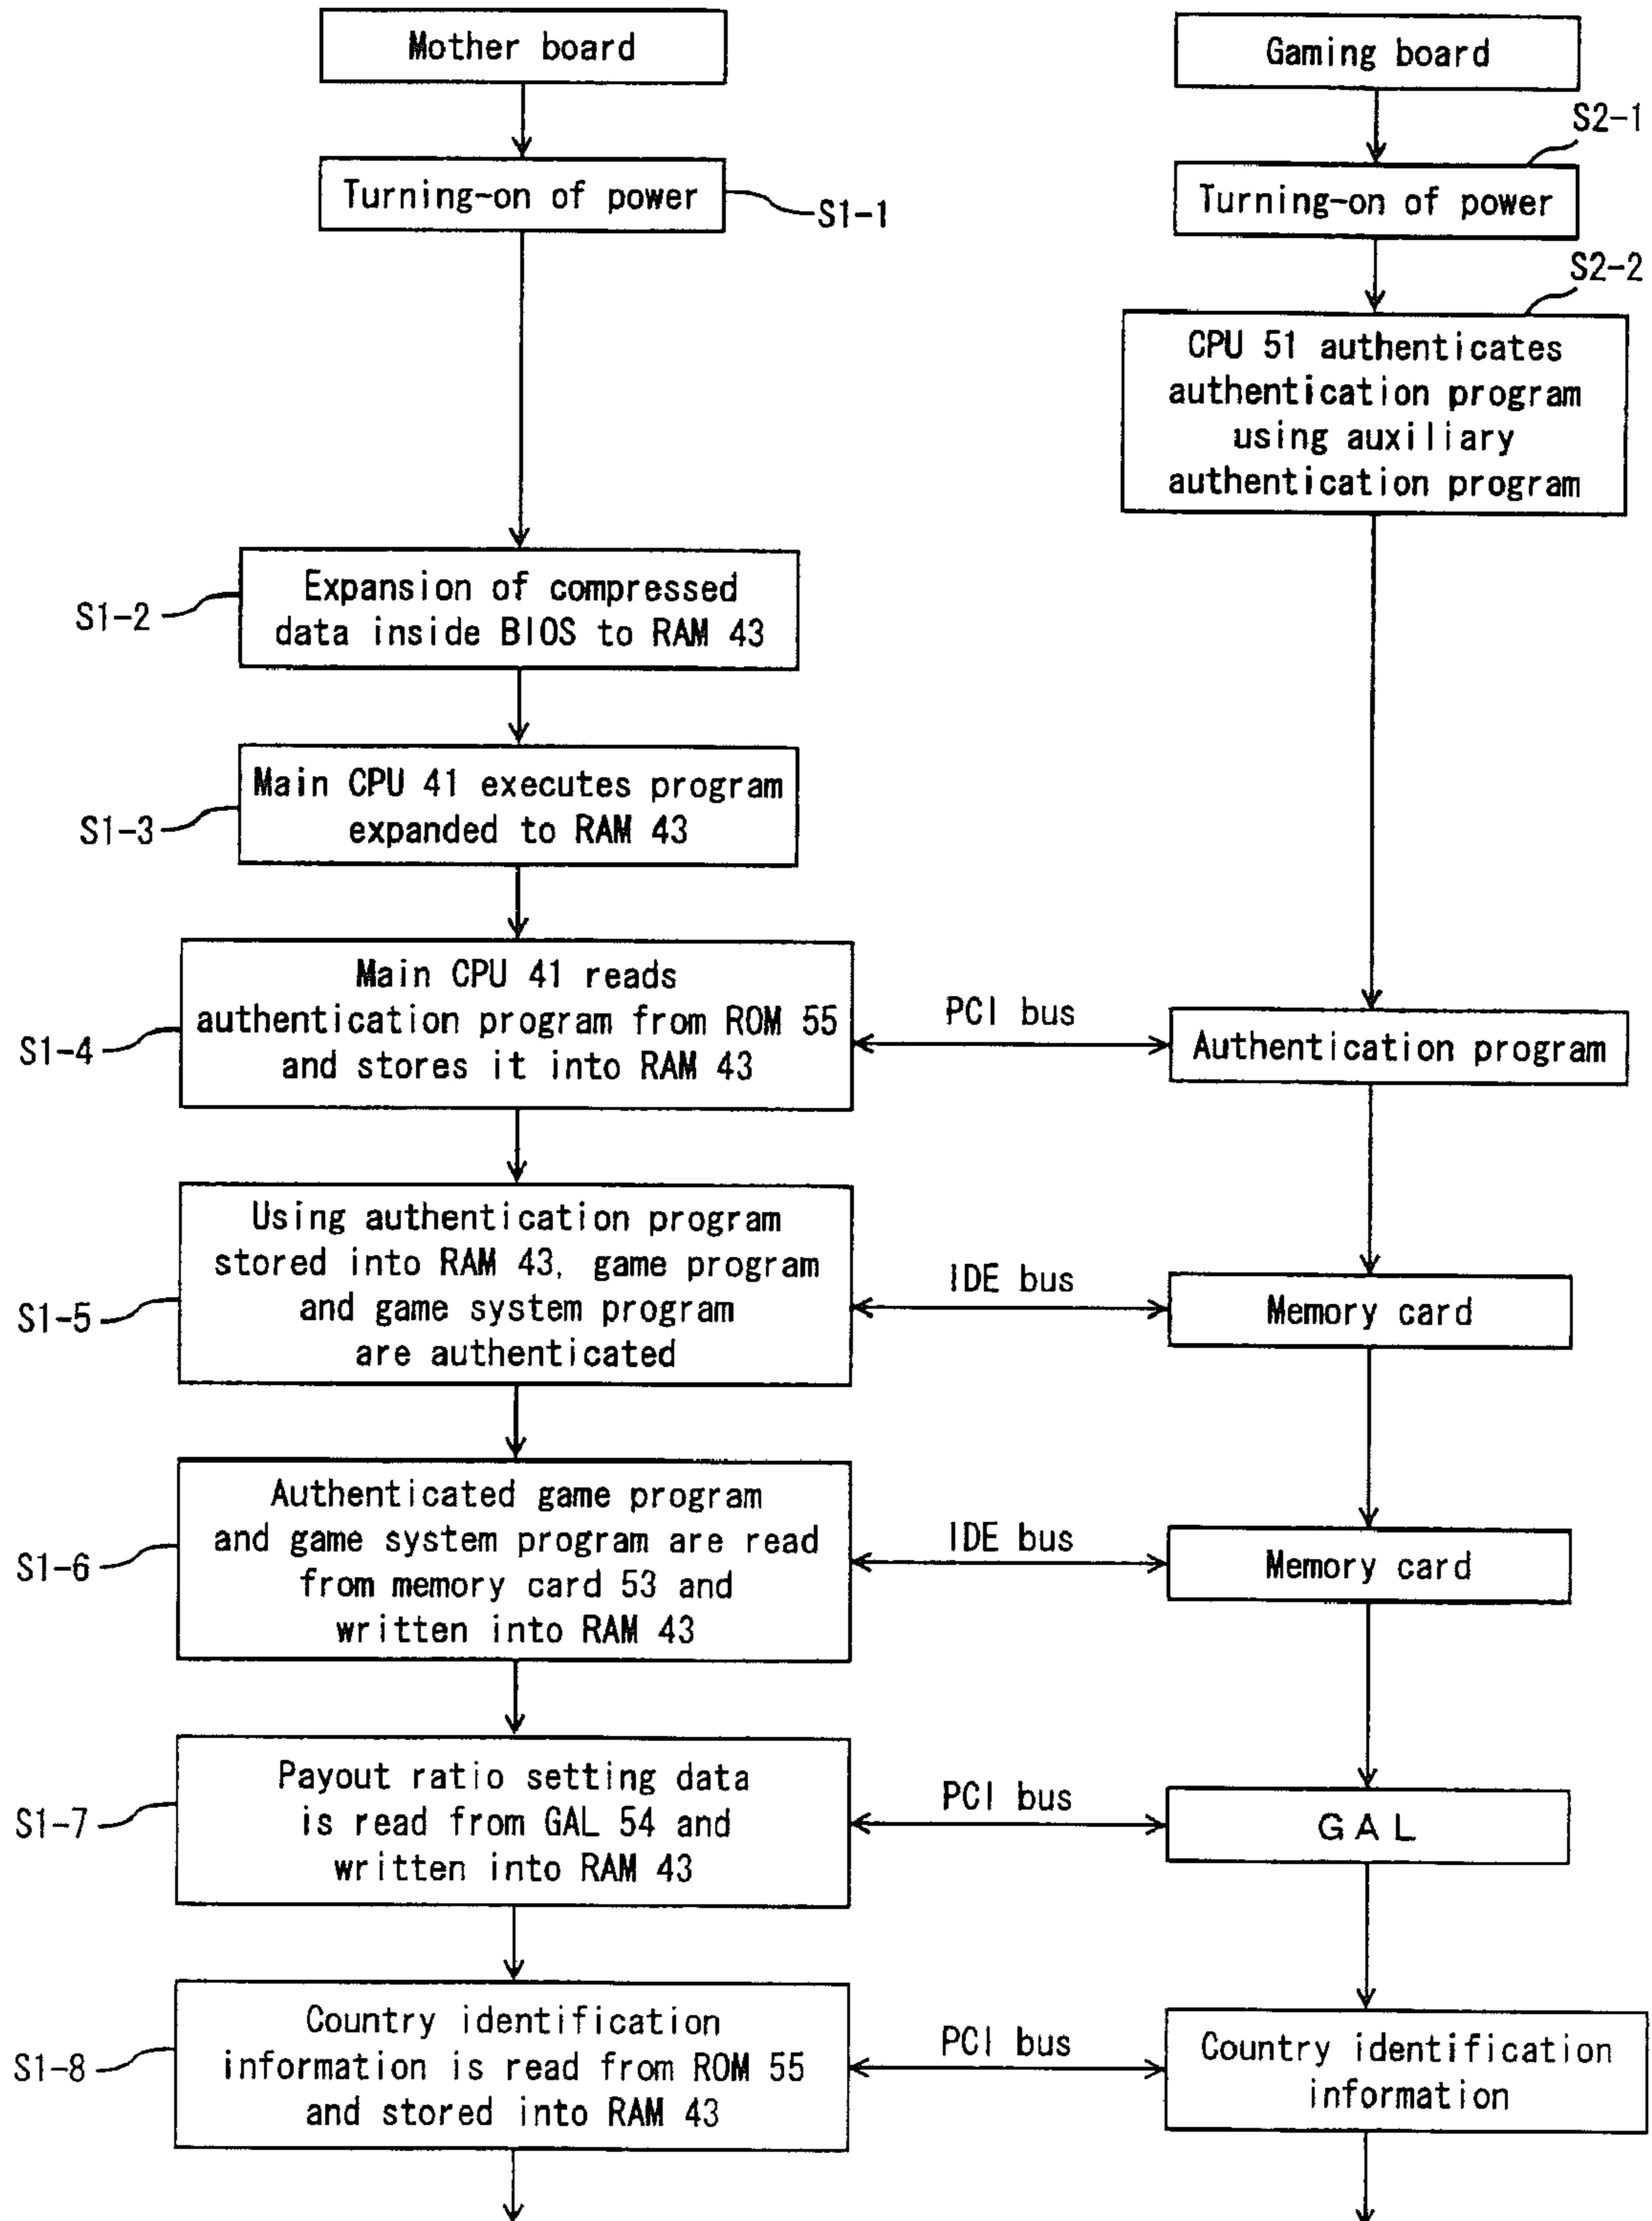 Mother board
Gaming board
S2-1
Turning-on of power
S1-1
Turning-on of power
S2-2
CPU 51 authenticates
authentication program
using auxiliary
authentication program
Expansion of compressed
data inside BIOS to RAM 43
S1-2
Main CPU 41 executes program
expanded to RAM 43
S1-3
Main CPU 41 reads
authentication program from ROM 55
and stores it into RAM 43
S1-4
PCI bus
Authentication program
Using authentication program
stored into RAM 43, game program
and game system program
are authenticated
S1-5
IDE bus
Memory card
Authenticated game program
and game system program are read
from memory card 53 and
written into RAM 43
S1-6
IDE bus
Memory card
Payout ratio setting data
is read from GAL 54 and
written into RAM 43
S1-7
PCI bus
GAL
Country identification
information is read from ROM 55
and stored into RAM 43
S1-8
PCI bus
Country identification
information